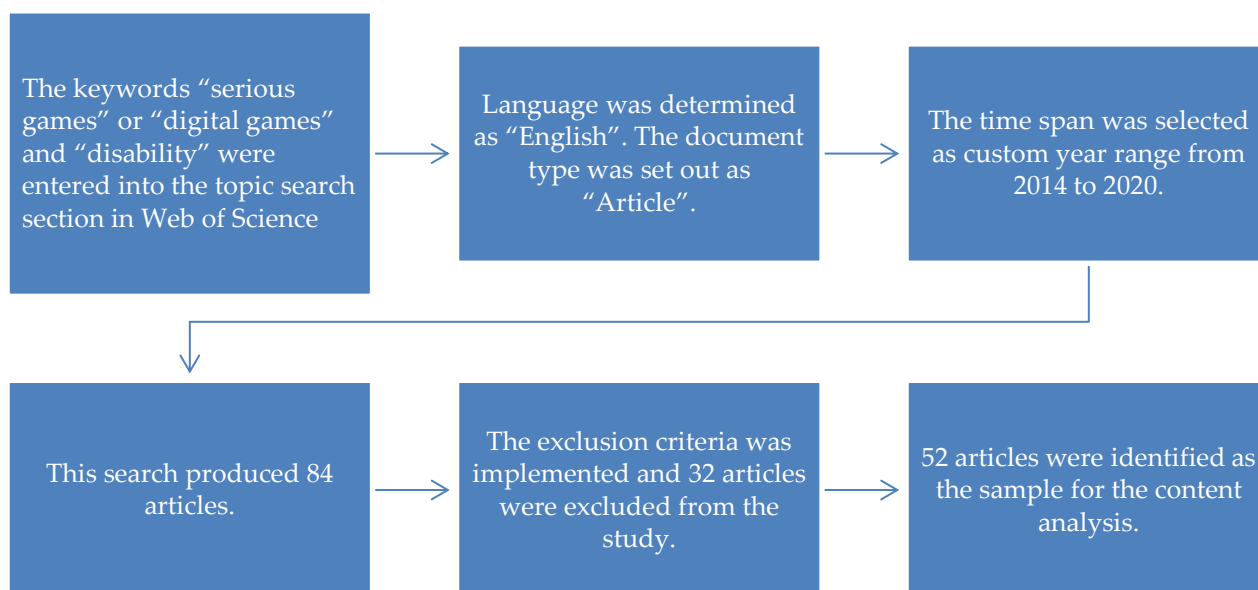 The keywords “serious
games” or “digital games”
and “disability” were
entered into the topic search
section in Web of Science
Language was determined
as “English”. The document
type was set out as
“Article”.
The time span was selected
as custom year range from
2014 to 2020.
This search produced 84
articles.
The exclusion criteria was
implemented and 32 articles
were excluded from the
study.
52 articles were identified as
the sample for the content
analysis.